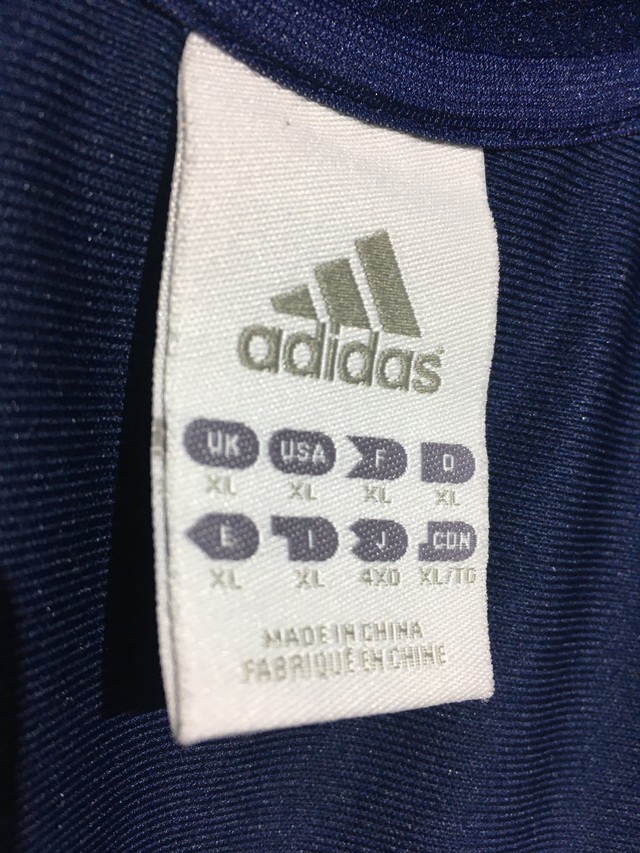 adidas
UK USA F D
XL XL XL XL
E I J CDN
XL XL 4XO XL/TG
MADE IN CHINA
FABRIQUÉ EN CHINE